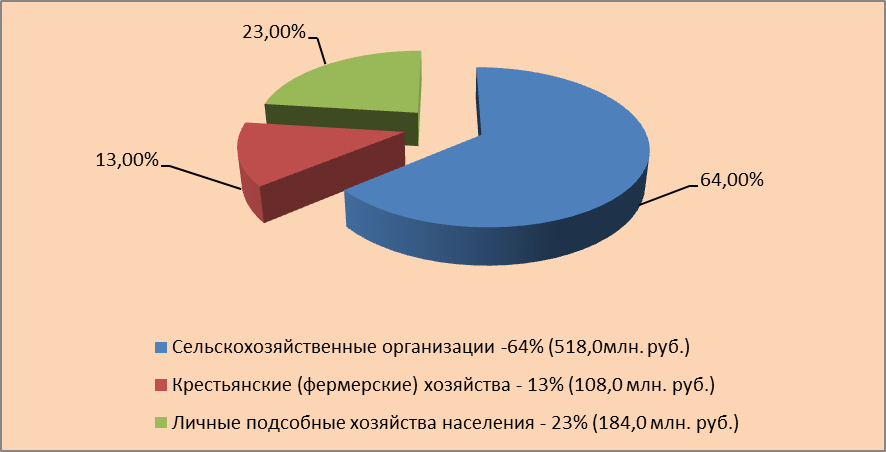 23,00%
13,00%
64,00%
Сельскохозяйственные организации -64% (518,0млн. руб.)
Крестьянские (фермерские) хозяйства - 13% (108,0 млн. руб.)
Личные подсобные хозяйства населения - 23% (184,0 млн. руб.)